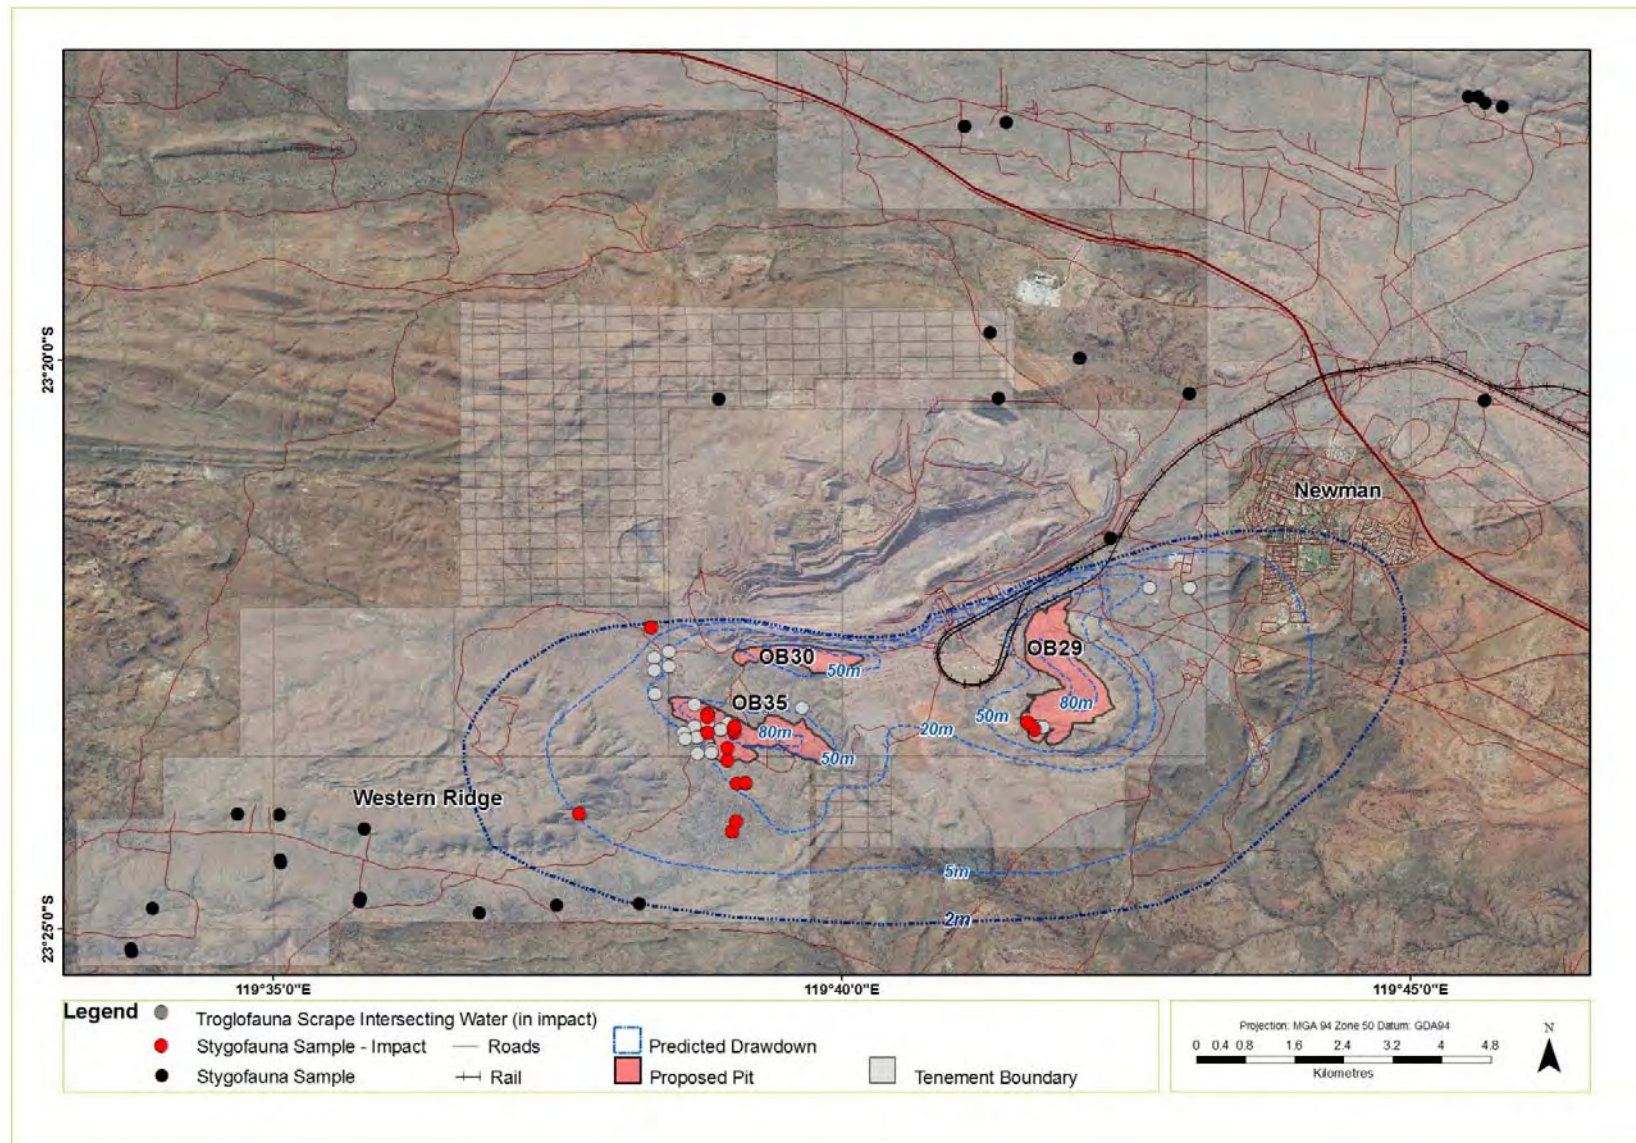 23°20'0"S
Newman
OB30
OB29
50m
OB35
80m
50m
80m
20m
50m
Western Ridge
5m
2m
23°25'0"S
119°35'0"E
119°40'0"E
119°45'0"E
Legend
Troglofauna Scrape Intersecting Water (in impact)
Stygofauna Sample - Impact
Roads
Predicted Drawdown
Stygofauna Sample
Rail
Proposed Pit
Tenement Boundary
Projection: MGA 94 Zone 50 Datum: GDA94
N
0 0.4 0.8 1.6 2.4 3.2 4 4.8
Kilometres